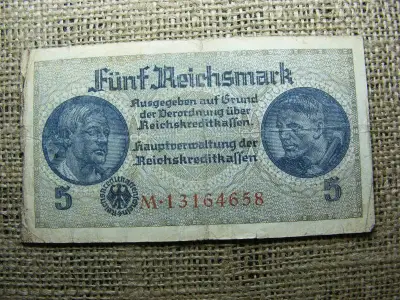 Fünf Reichsmark
Ausgegeben auf Grund
der Verordnung über
Reichskreditkassen.
Hauptverwaltung der
Reichskreditkassen
5
M·13164658
5